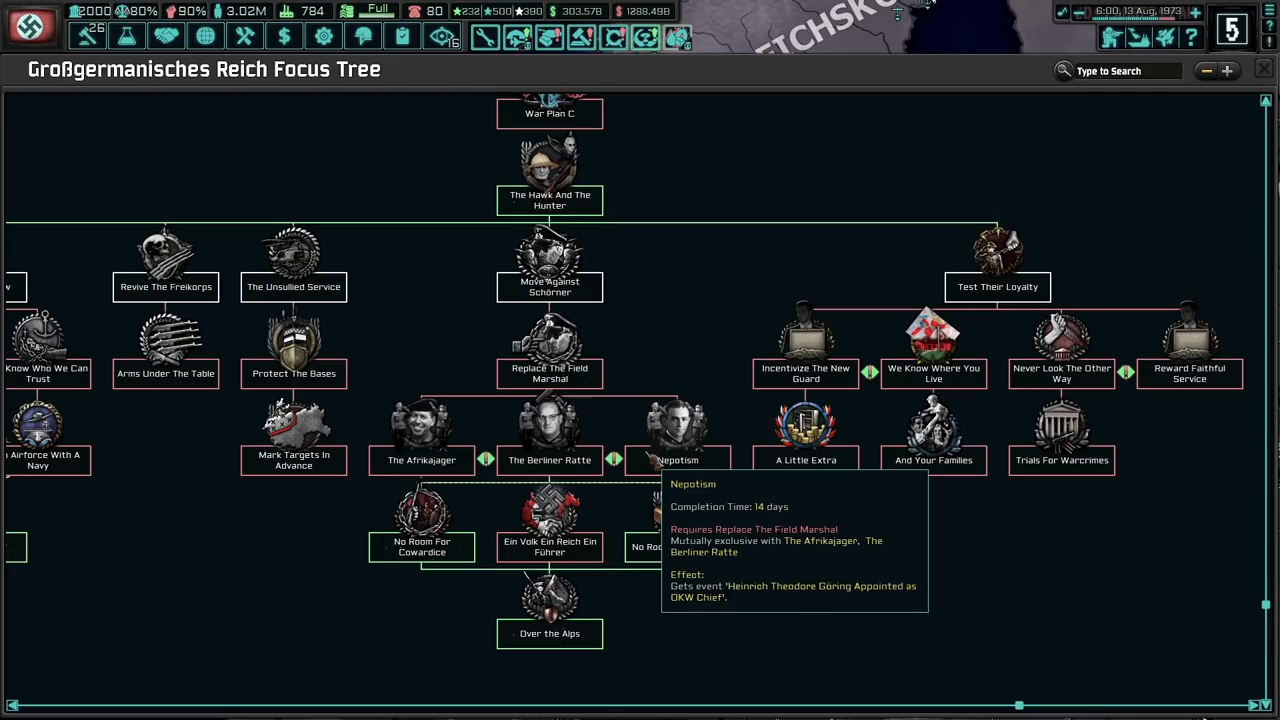 2000 80% 90% 3.02M 784 Full 80 232 500 390 $ 303.57B $ 1288.49B
6:00, 13 Aug, 1973
5
26
16
REICHSKO
Großgermanisches Reich Focus Tree
Type to Search
War Plan C
The Hawk And The
Hunter
Revive The Freikorps
The Unsullied Service
Move Against
Schörner
Test Their Loyalty
Know Who We Can
Trust
Arms Under The Table
Protect The Bases
Replace The Field
Marshal
Incentivize The New
Guard
We Know Where You
Live
Never Look The Other
Way
Reward Faithful
Service
Airforce With A
Navy
Mark Targets In
Advance
The Afrikajager
The Berliner Ratte
Nepotism
A Little Extra
And Your Families
Trials For Warcrimes
Nepotism
Completion Time: 14 days
Requires Replace The Field Marshal
Mutually exclusive with The Afrikajager, The
Berliner Ratte
Effect:
Gets event 'Heinrich Theodore Göring Appointed as
OKW Chief'.
No Room For
Cowardice
Ein Volk Ein Reich Ein
Führer
No Roo
Over the Alps